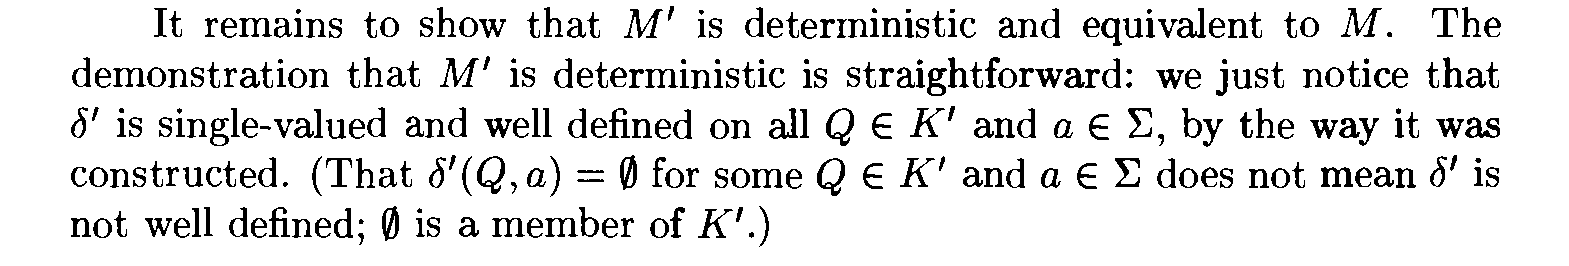 It remains to show that M′ is deterministic and equivalent to M. The
demonstration that M′ is deterministic is straightforward: we just notice that
δ′ is single-valued and well defined on all Q ∈ K′ and a ∈ Σ, by the way it was
constructed. (That δ′(Q, a) = ∅ for some Q ∈ K′ and a ∈ Σ does not mean δ′ is
not well defined; ∅ is a member of K′.)